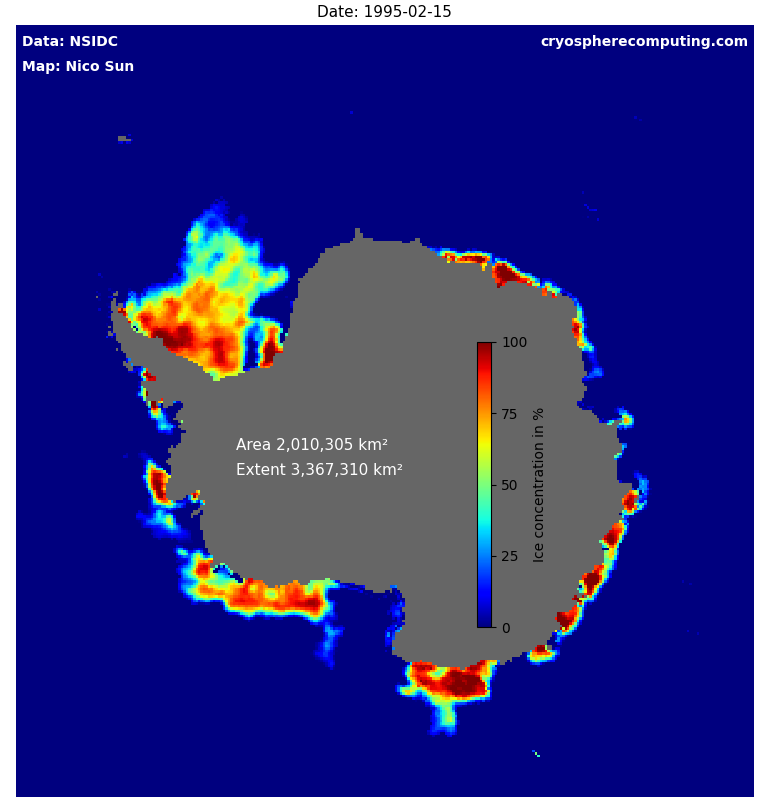 Date: 1995-02-15
Data: NSIDC
cryospherecomputing.com
Map: Nico Sun
100
75
50
25
0
Ice concentration in %
Area 2,010,305 km²
Extent 3,367,310 km²